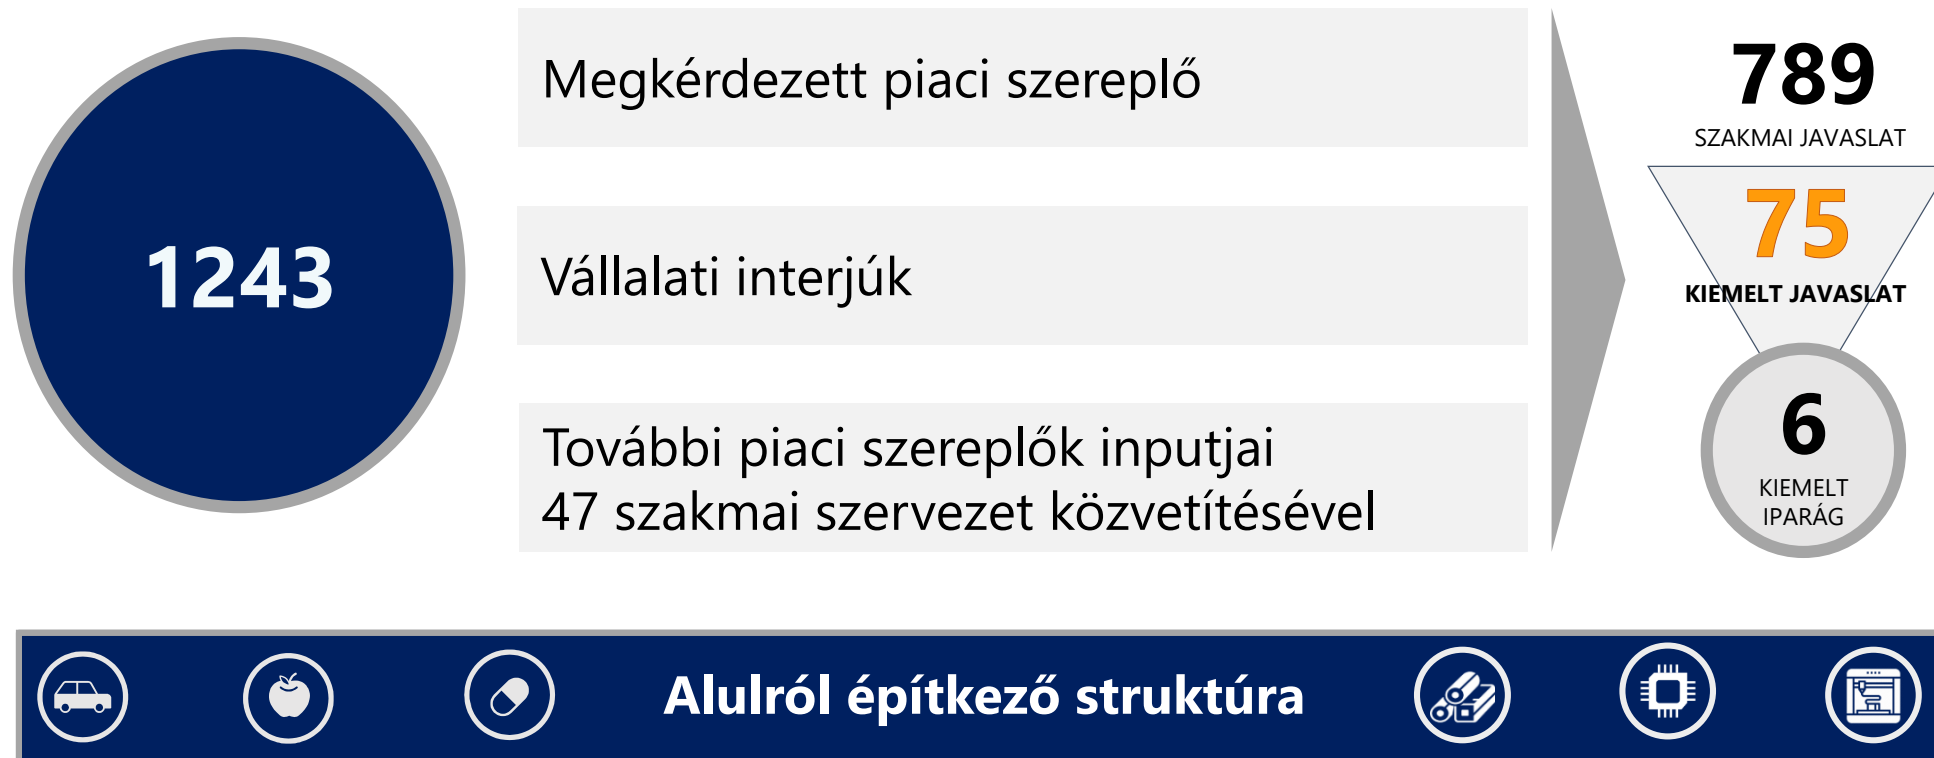 1243
Megkérdezett piaci szereplő
Vállalati interjúk
További piaci szereplők inputjai
47 szakmai szervezet közvetítésével
789
SZAKMAI JAVASLAT
75
KIEMELT JAVASLAT
6
KIEMELT
IPARÁG
Alulról építkező struktúra